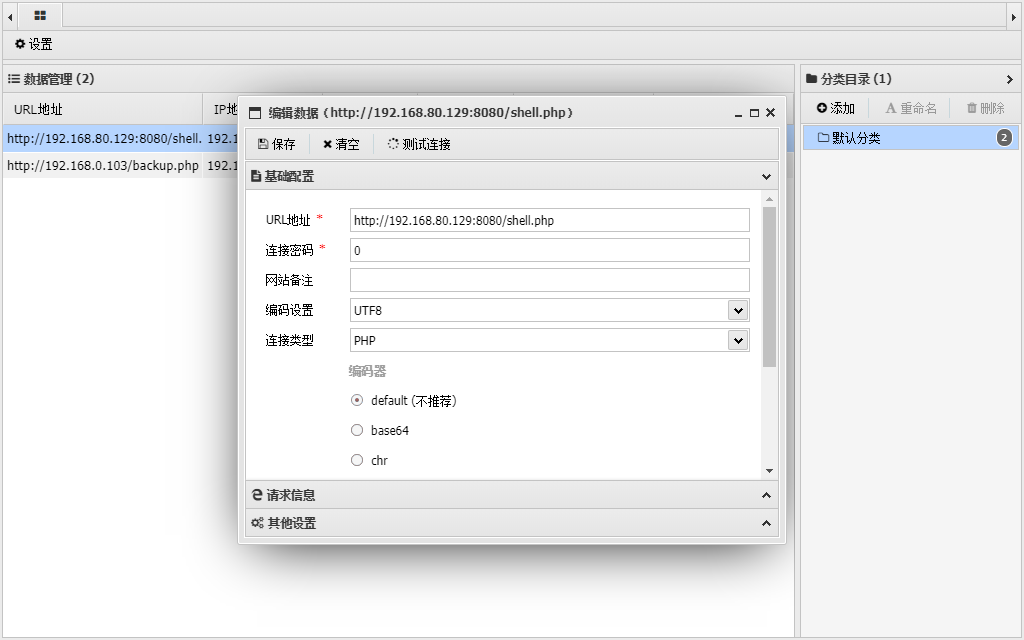 设置
数据管理 (2)
分类目录 (1)
URL地址
IP地
添加
重命名
删除
http://192.168.80.129:8080/shell.
192.1
默认分类
2
http://192.168.0.103/backup.php
192.1
编辑数据 (http://192.168.80.129:8080/shell.php)
保存
清空
测试连接
基础配置
URL地址 *
http://192.168.80.129:8080/shell.php
连接密码 *
0
网站备注
编码设置
UTF8
连接类型
PHP
编码器
default (不推荐)
base64
chr
请求信息
其他设置